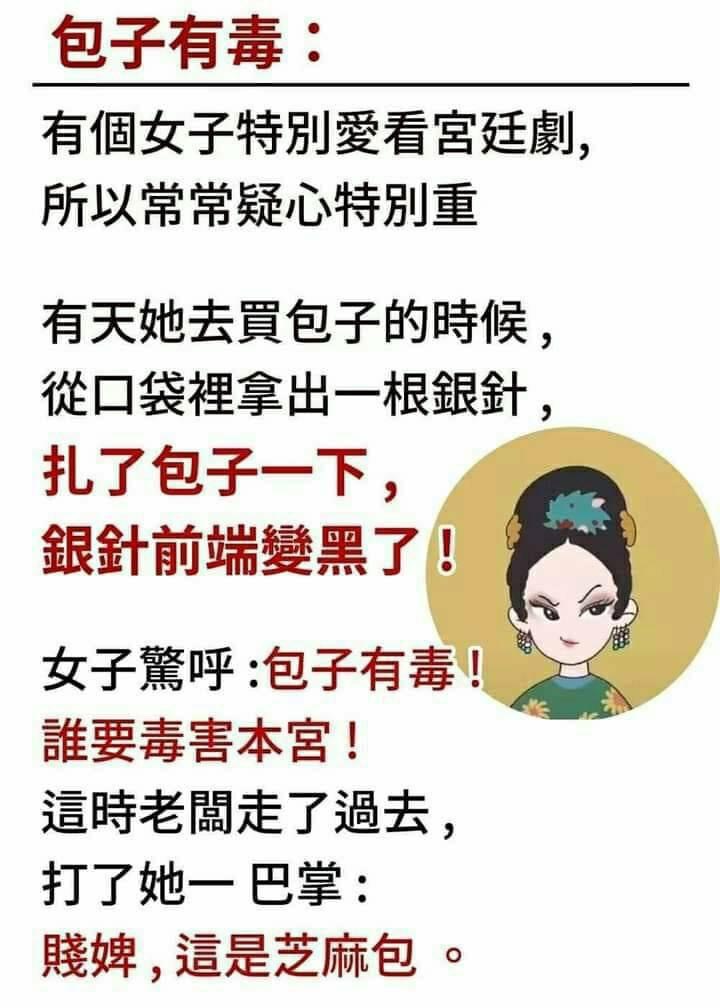 包子有毒：
有個女子特別愛看宮廷劇,
所以常常疑心特別重
有天她去買包子的時候,
從口袋裡拿出一根銀針,
扎了包子一下,
銀針前端變黑了!
女子驚呼:包子有毒!
誰要毒害本宮!
這時老闆走了過去,
打了她一 巴掌:
賤婢,這是芝麻包 。